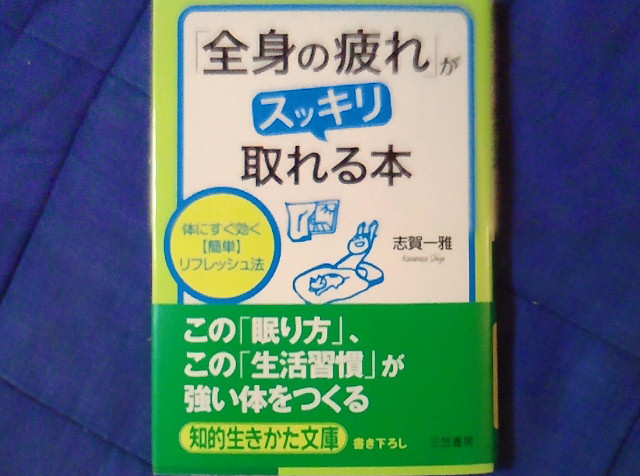 「全身の疲れ」が
スッキリ
取れる本
体にすぐ効く
【簡単】
リフレッシュ法
志賀一雅
Kazumasa Shiga
この「眠り方」、
この「生活習慣」が
強い体をつくる
知的生きかた文庫 書き下ろし 三笠書房